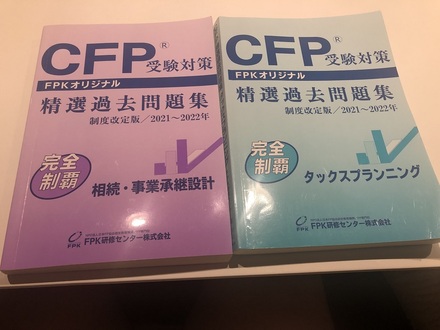 CFP®
受験対策
FPKオリジナル
精選過去問題集
制度改定版/2021~2022年
完全
制覇
相続・事業承継設計
FPK
FPK研修センター株式会社
CFP®
受験対策
FPKオリジナル
精選過去問題集
制度改定版/2021~2022年
完全
制覇
タックスプランニング
FPK
FPK研修センター株式会社